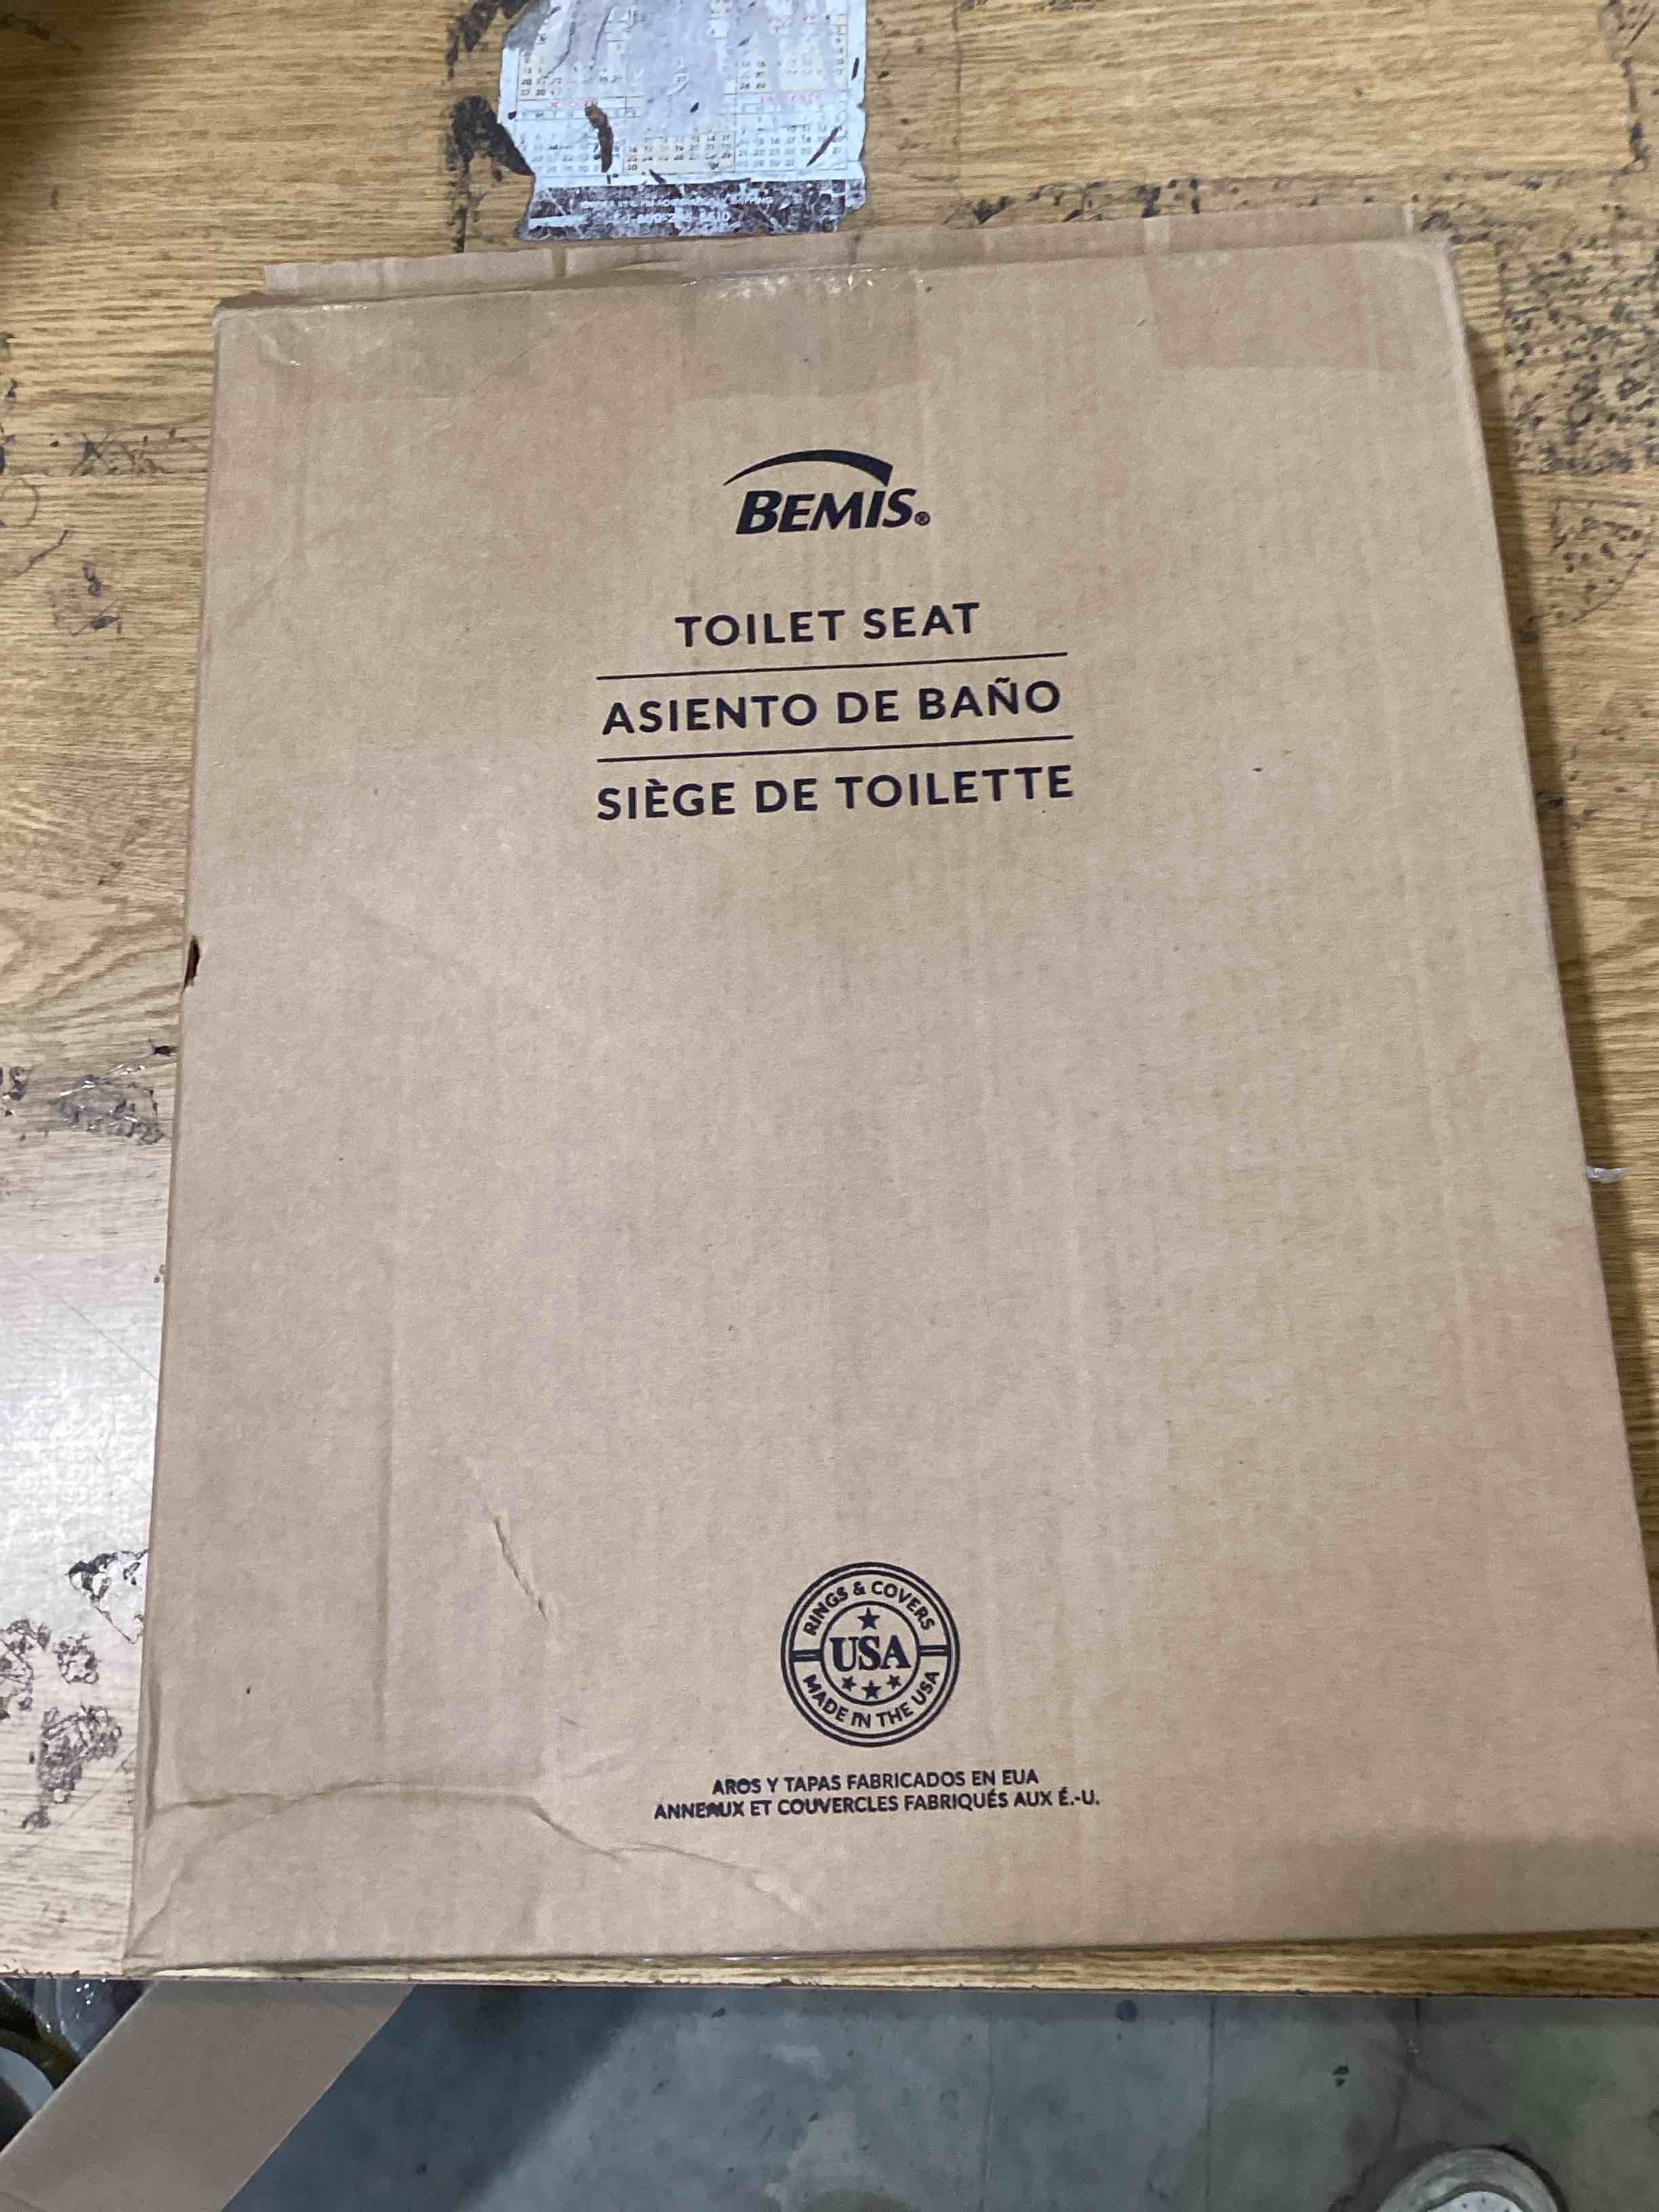 BEMIS®
TOILET SEAT
ASIENTO DE BAÑO
SIÈGE DE TOILETTE
RINGS & COVERS
USA
MADE IN THE USA
AROS Y TAPAS FABRICADOS EN EUA
ANNEAUX ET COUVERCLES FABRIQUÉS AUX É.-U.